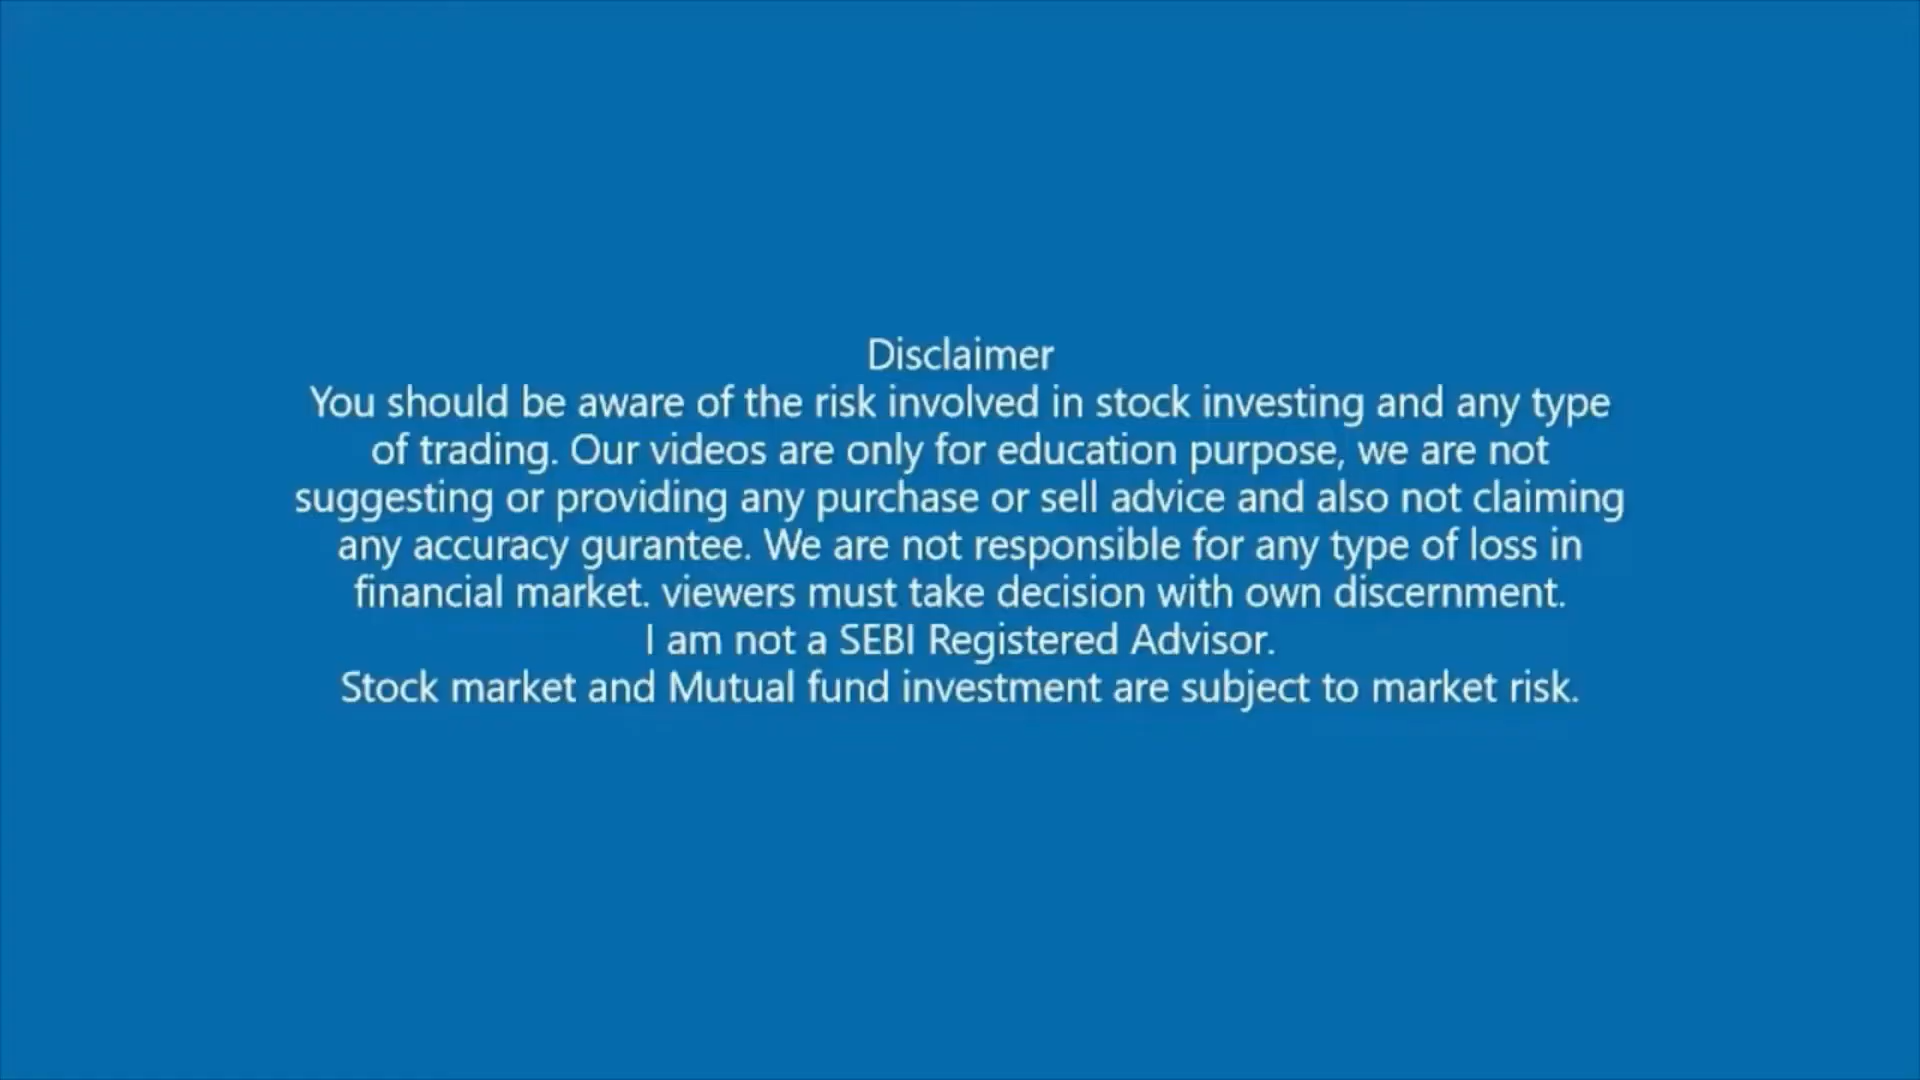 Disclaimer
You should be aware of the risk involved in stock investing and any type
of trading. Our videos are only for education purpose, we are not
suggesting or providing any purchase or sell advice and also not claiming
any accuracy gurantee. We are not responsible for any type of loss in
financial market. viewers must take decision with own discernment.
I am not a SEBI Registered Advisor.
Stock market and Mutual fund investment are subject to market risk.